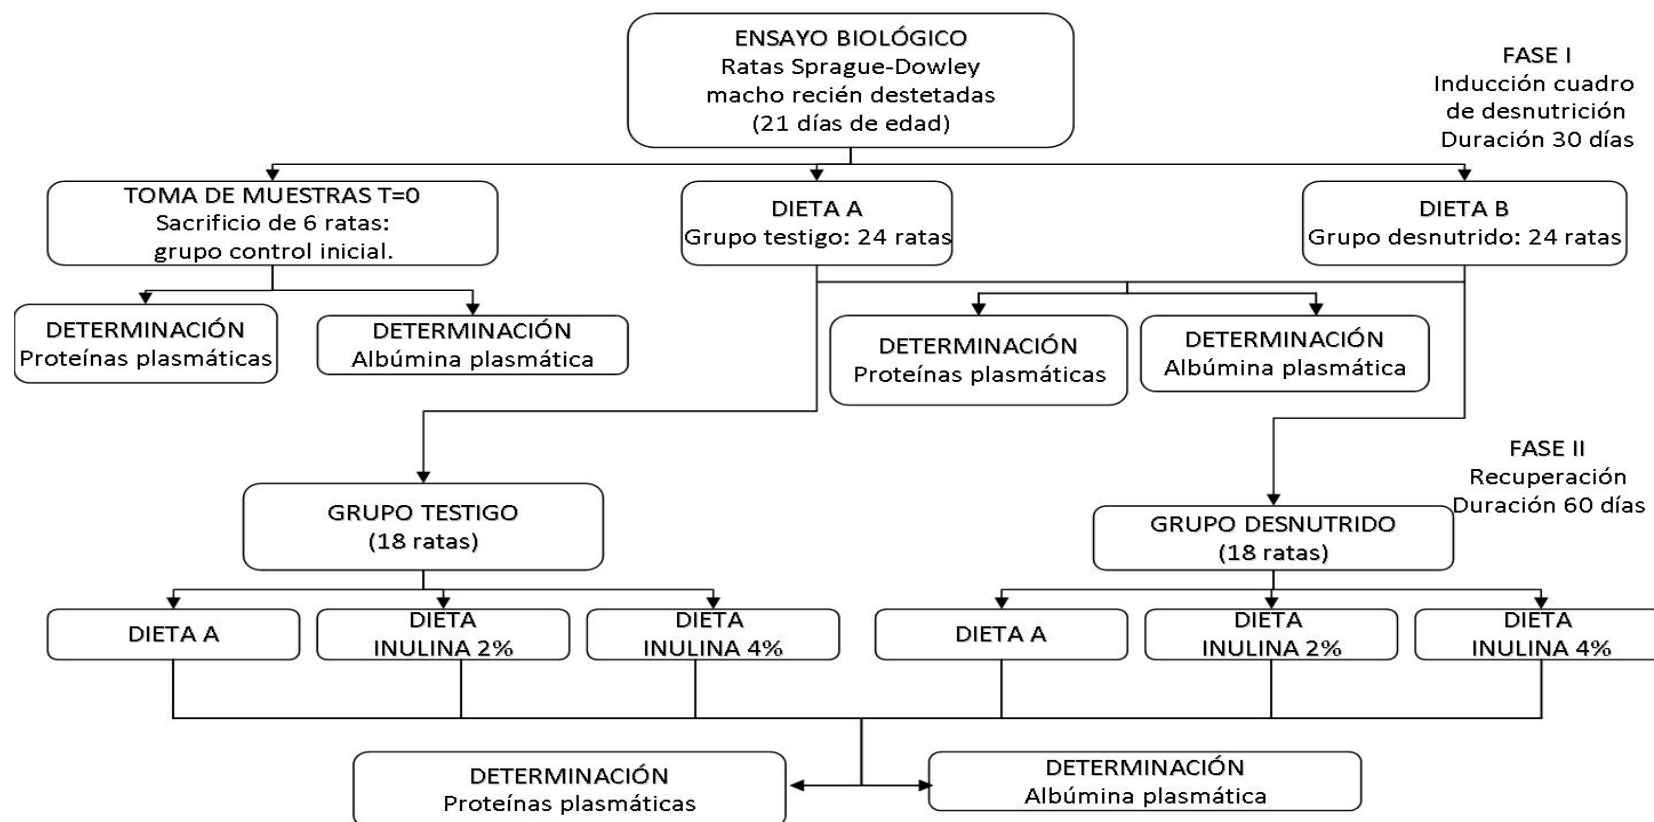 ENSAYO BIOLÓGICO
Ratas Sprague-Dowley
macho recién destetadas
(21 días de edad)
FASE I
Inducción cuadro
de desnutrición
Duración 30 días
TOMA DE MUESTRAS T=0
Sacrificio de 6 ratas:
grupo control inicial.
DIETA A
Grupo testigo: 24 ratas
DIETA B
Grupo desnutrido: 24 ratas
DETERMINACIÓN
Proteínas plasmáticas
DETERMINACIÓN
Albúmina plasmática
DETERMINACIÓN
Proteínas plasmáticas
DETERMINACIÓN
Albúmina plasmática
FASE II
Recuperación
Duración 60 días
GRUPO TESTIGO
(18 ratas)
GRUPO DESNUTRIDO
(18 ratas)
DIETA A
DIETA
INULINA 2%
DIETA
INULINA 4%
DIETA A
DIETA
INULINA 2%
DIETA
INULINA 4%
DETERMINACIÓN
Proteínas plasmáticas
DETERMINACIÓN
Albúmina plasmática